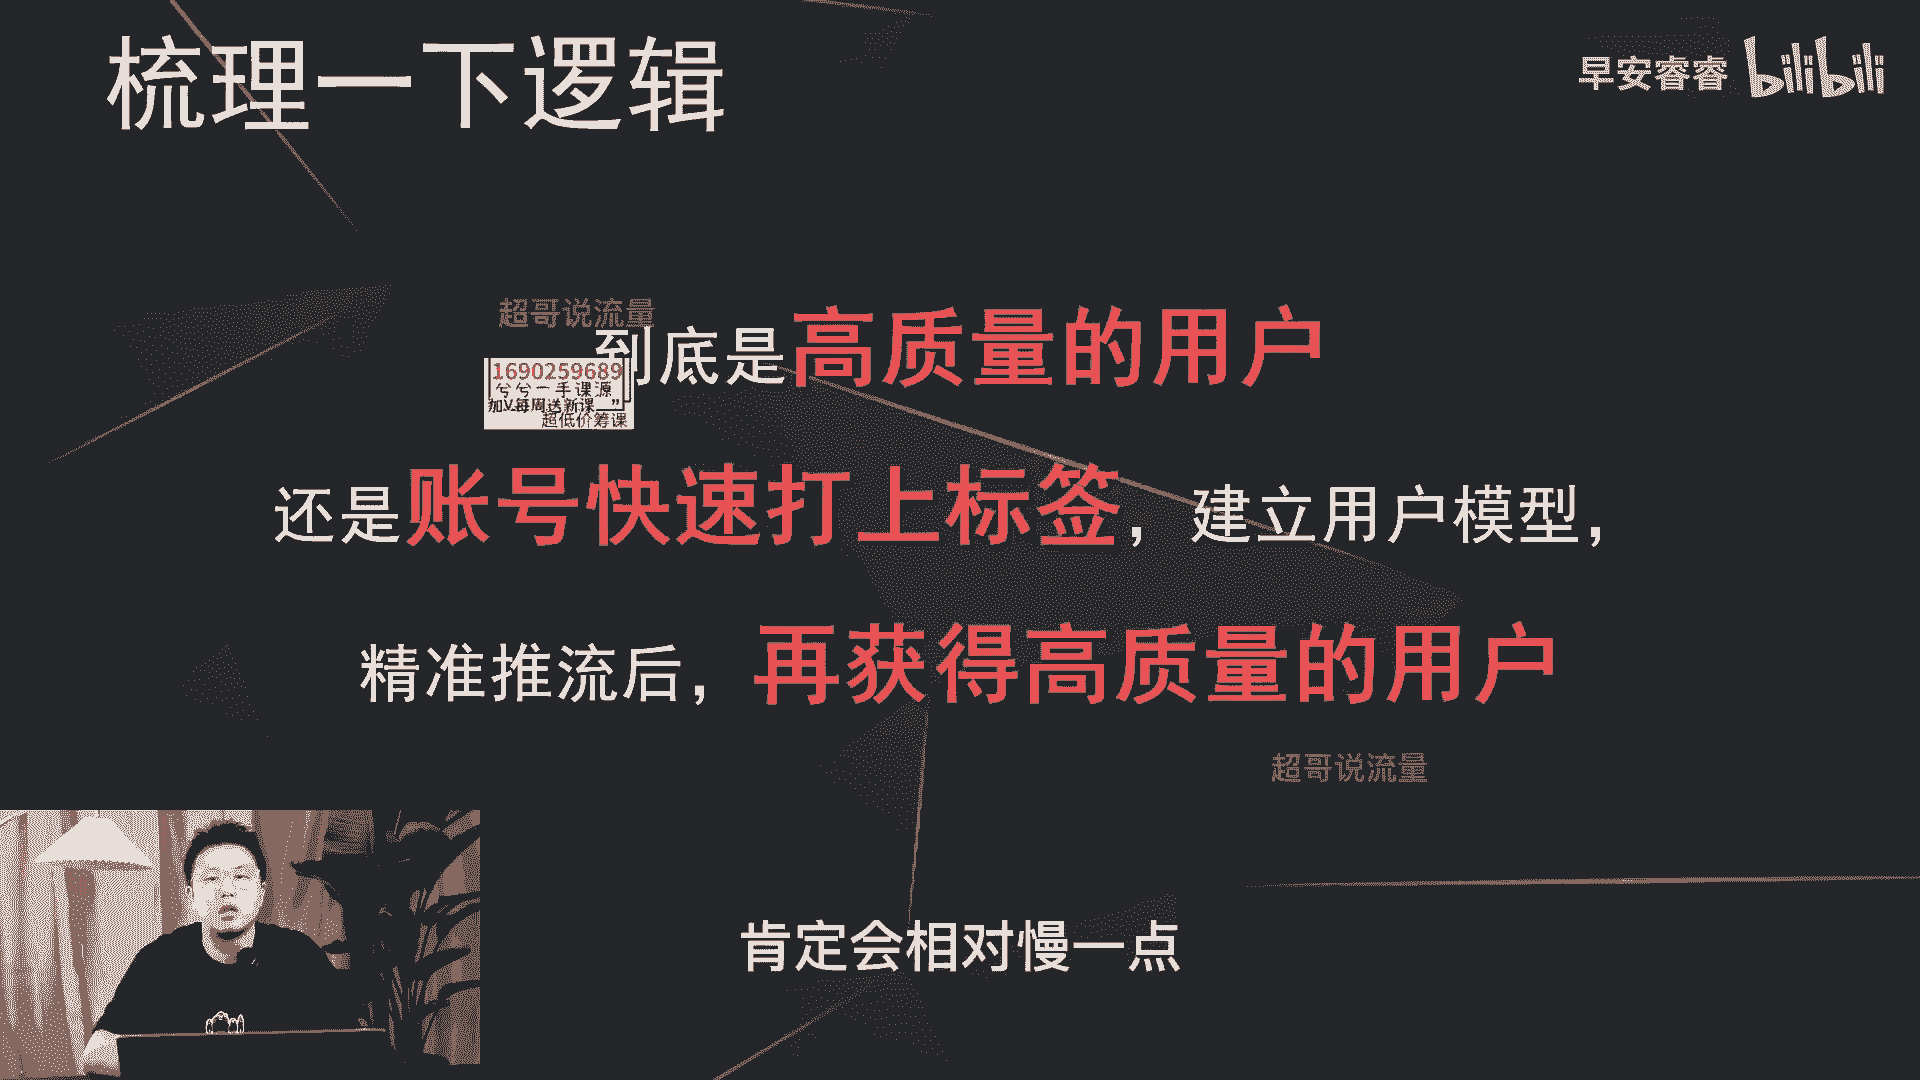 梳理一下逻辑
早安睿睿 bilibili
超哥说流量
到底是高质量的用户
1690259689
兮兮一手课源
加V每周送新课
超低价筹课
还是账号快速打上标签，建立用户模型，
精准推流后，再获得高质量的用户
超哥说流量
肯定会相对慢一点